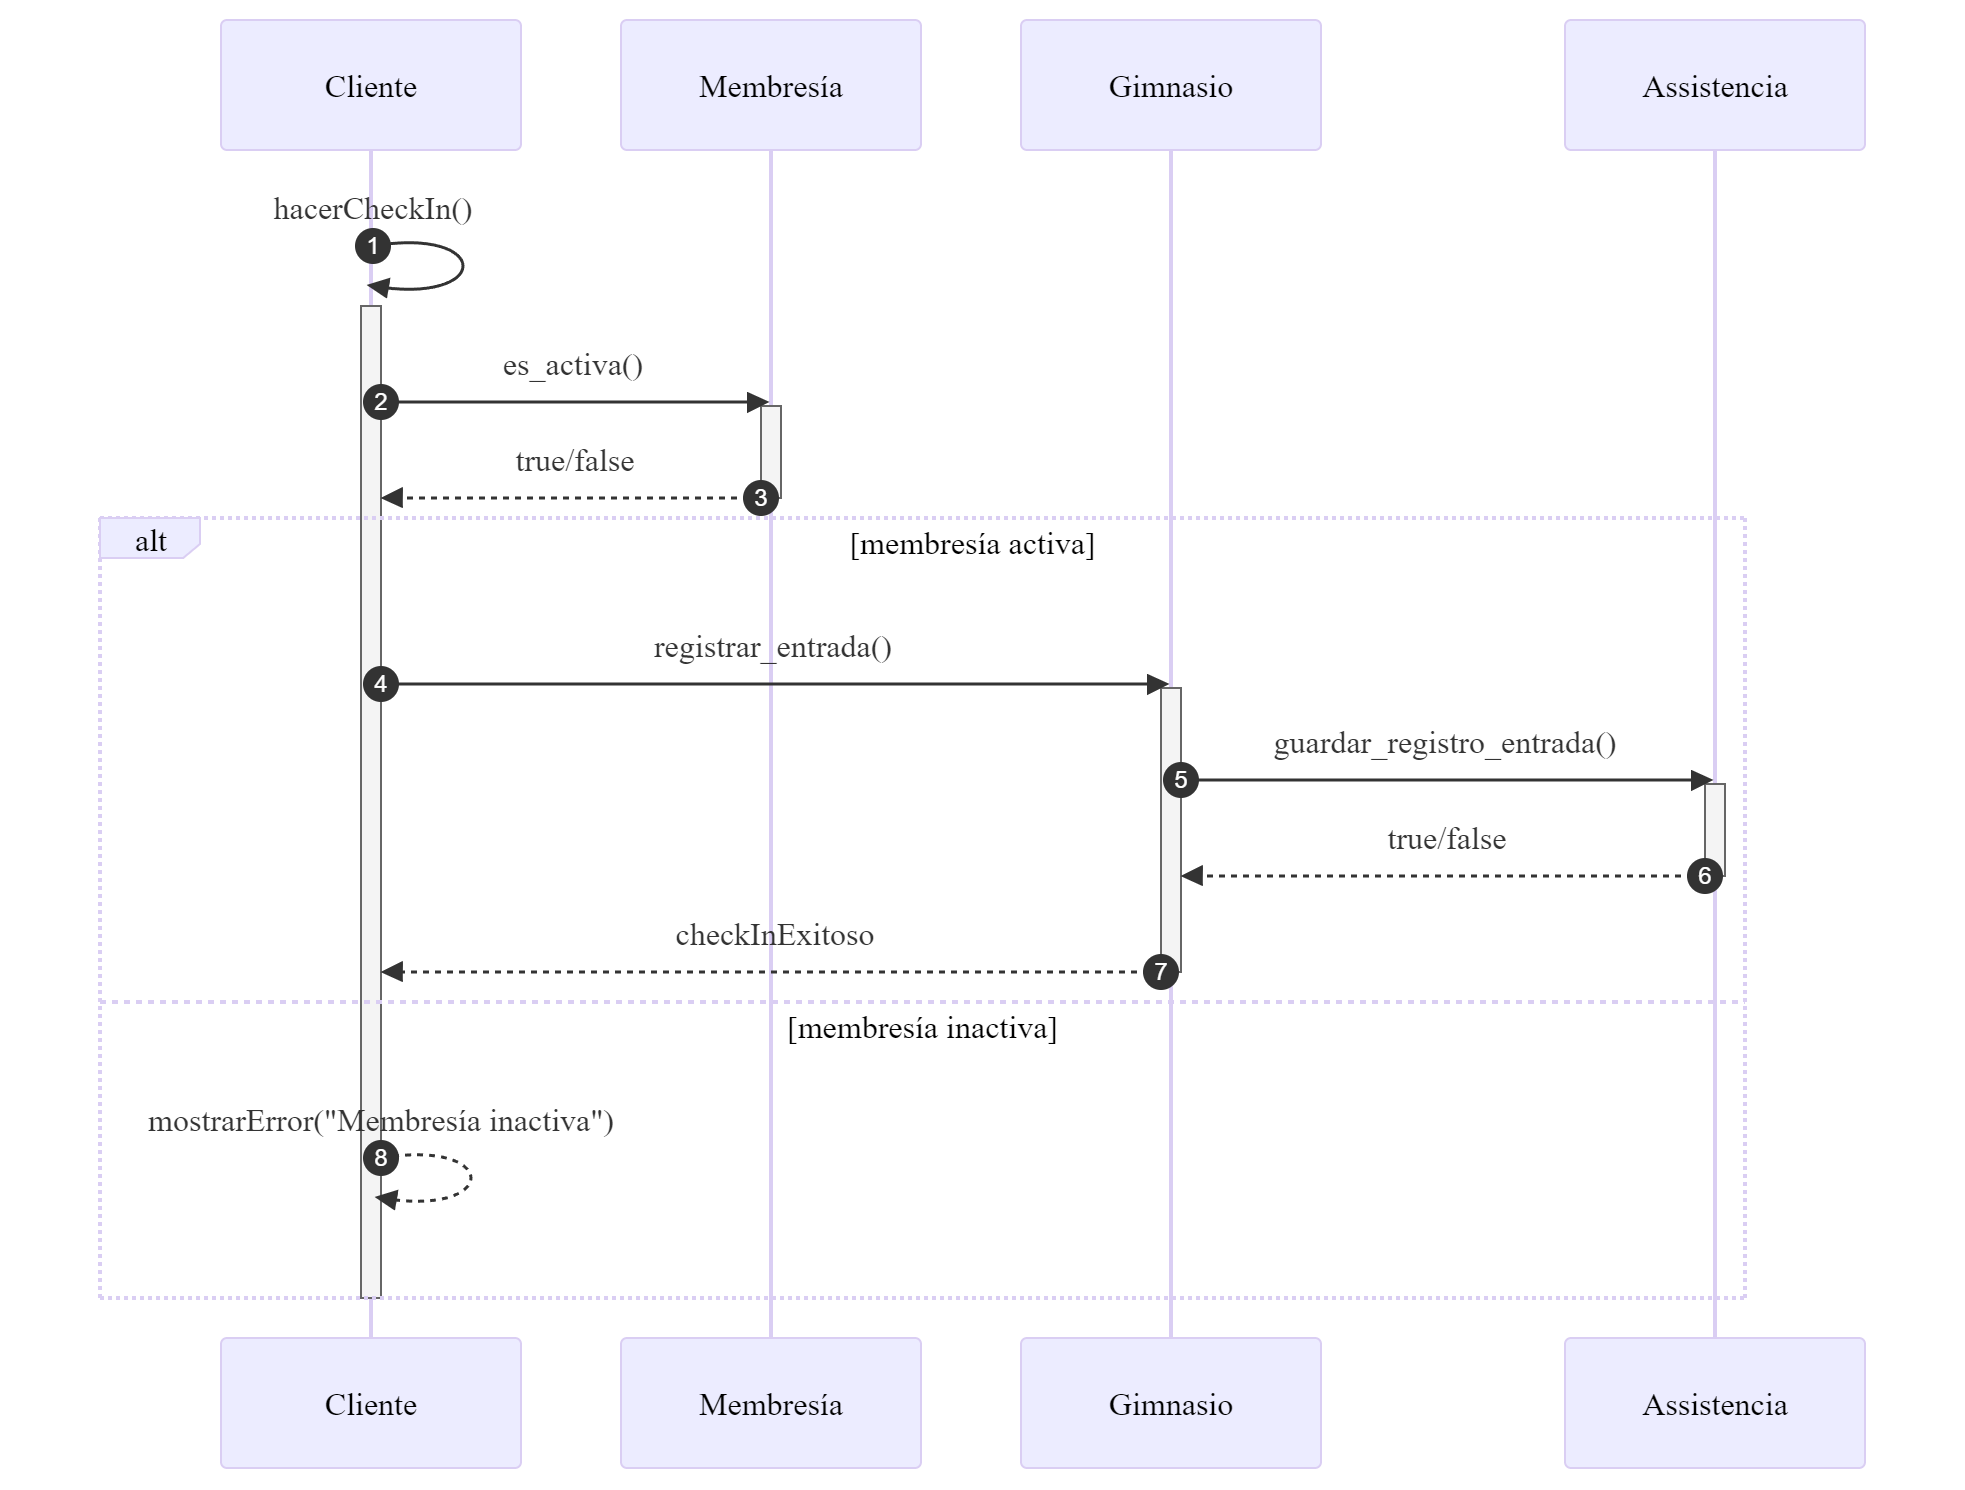 Cliente
Membresía
Gimnasio
Assistencia
hacerCheckIn()
1
es_activa()
2
true/false
3
alt
[membresía activa]
registrar_entrada()
4
guardar_registro_entrada()
5
true/false
6
checkInExitoso
7
[membresía inactiva]
mostrarError("Membresía inactiva")
8
Cliente
Membresía
Gimnasio
Assistencia